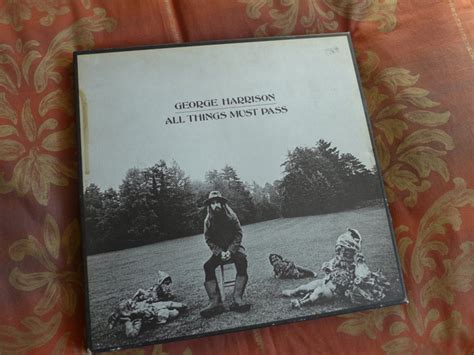 GEORGE HARRISON
ALL THINGS MUST PASS